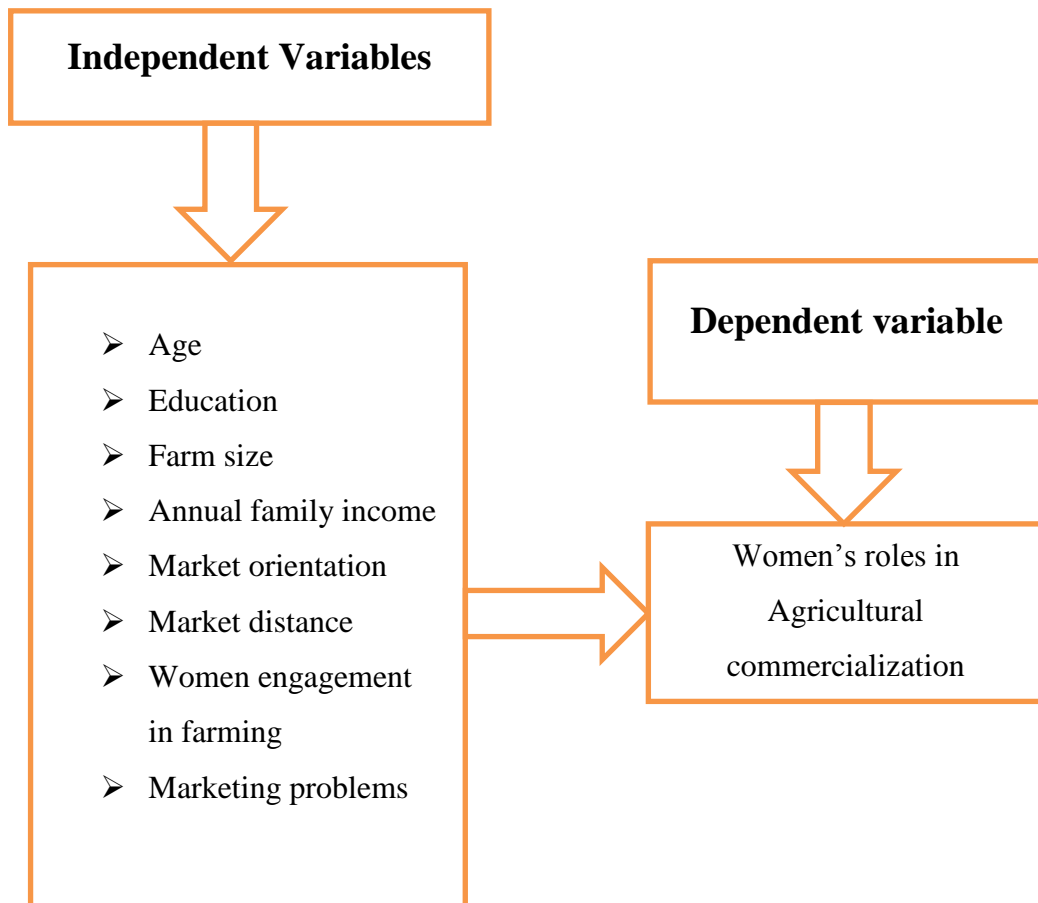 Independent Variables
➢ Age
➢ Education
➢ Farm size
➢ Annual family income
➢ Market orientation
➢ Market distance
➢ Women engagement
in farming
➢ Marketing problems
Dependent variable
Women’s roles in
Agricultural
commercialization